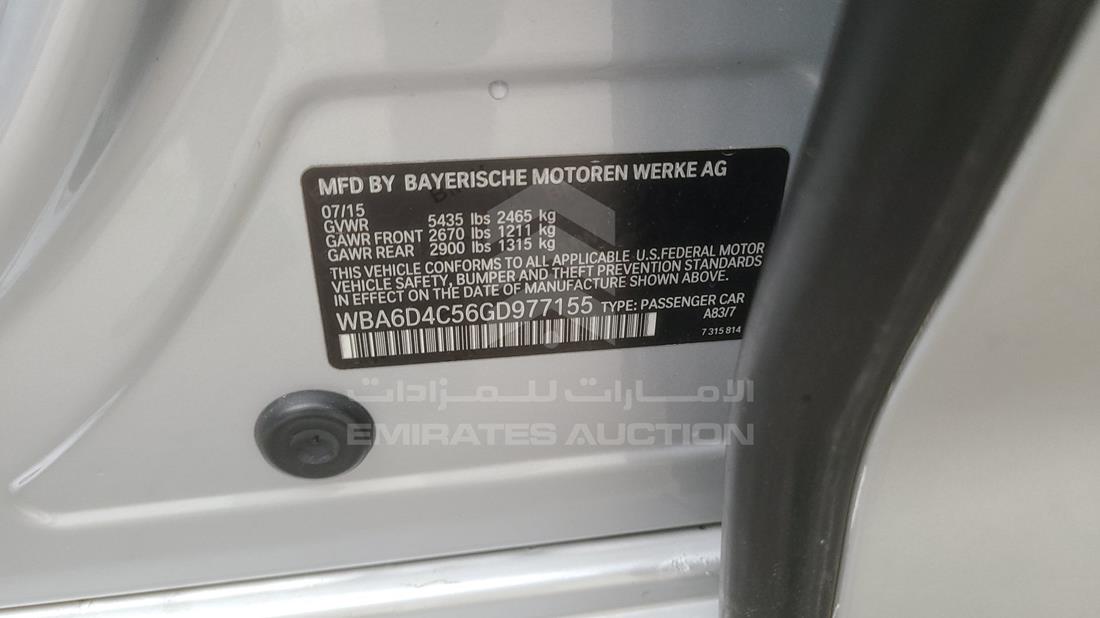 MFD BY BAYERISCHE MOTOREN WERKE AG
07/15
GVWR 5435 lbs 2465 kg
GAWR FRONT 2670 lbs 1211 kg
GAWR REAR 2900 lbs 1315 kg
THIS VEHICLE CONFORMS TO ALL APPLICABLE U.S.FEDERAL MOTOR
VEHICLE SAFETY, BUMPER AND THEFT PREVENTION STANDARDS
IN EFFECT ON THE DATE OF MANUFACTURE SHOWN ABOVE.
WBA6D4C56GD977155 TYPE: PASSENGER CAR
A83/7
7 315 814
الامارات للمزادات
EMIRATES AUCTION